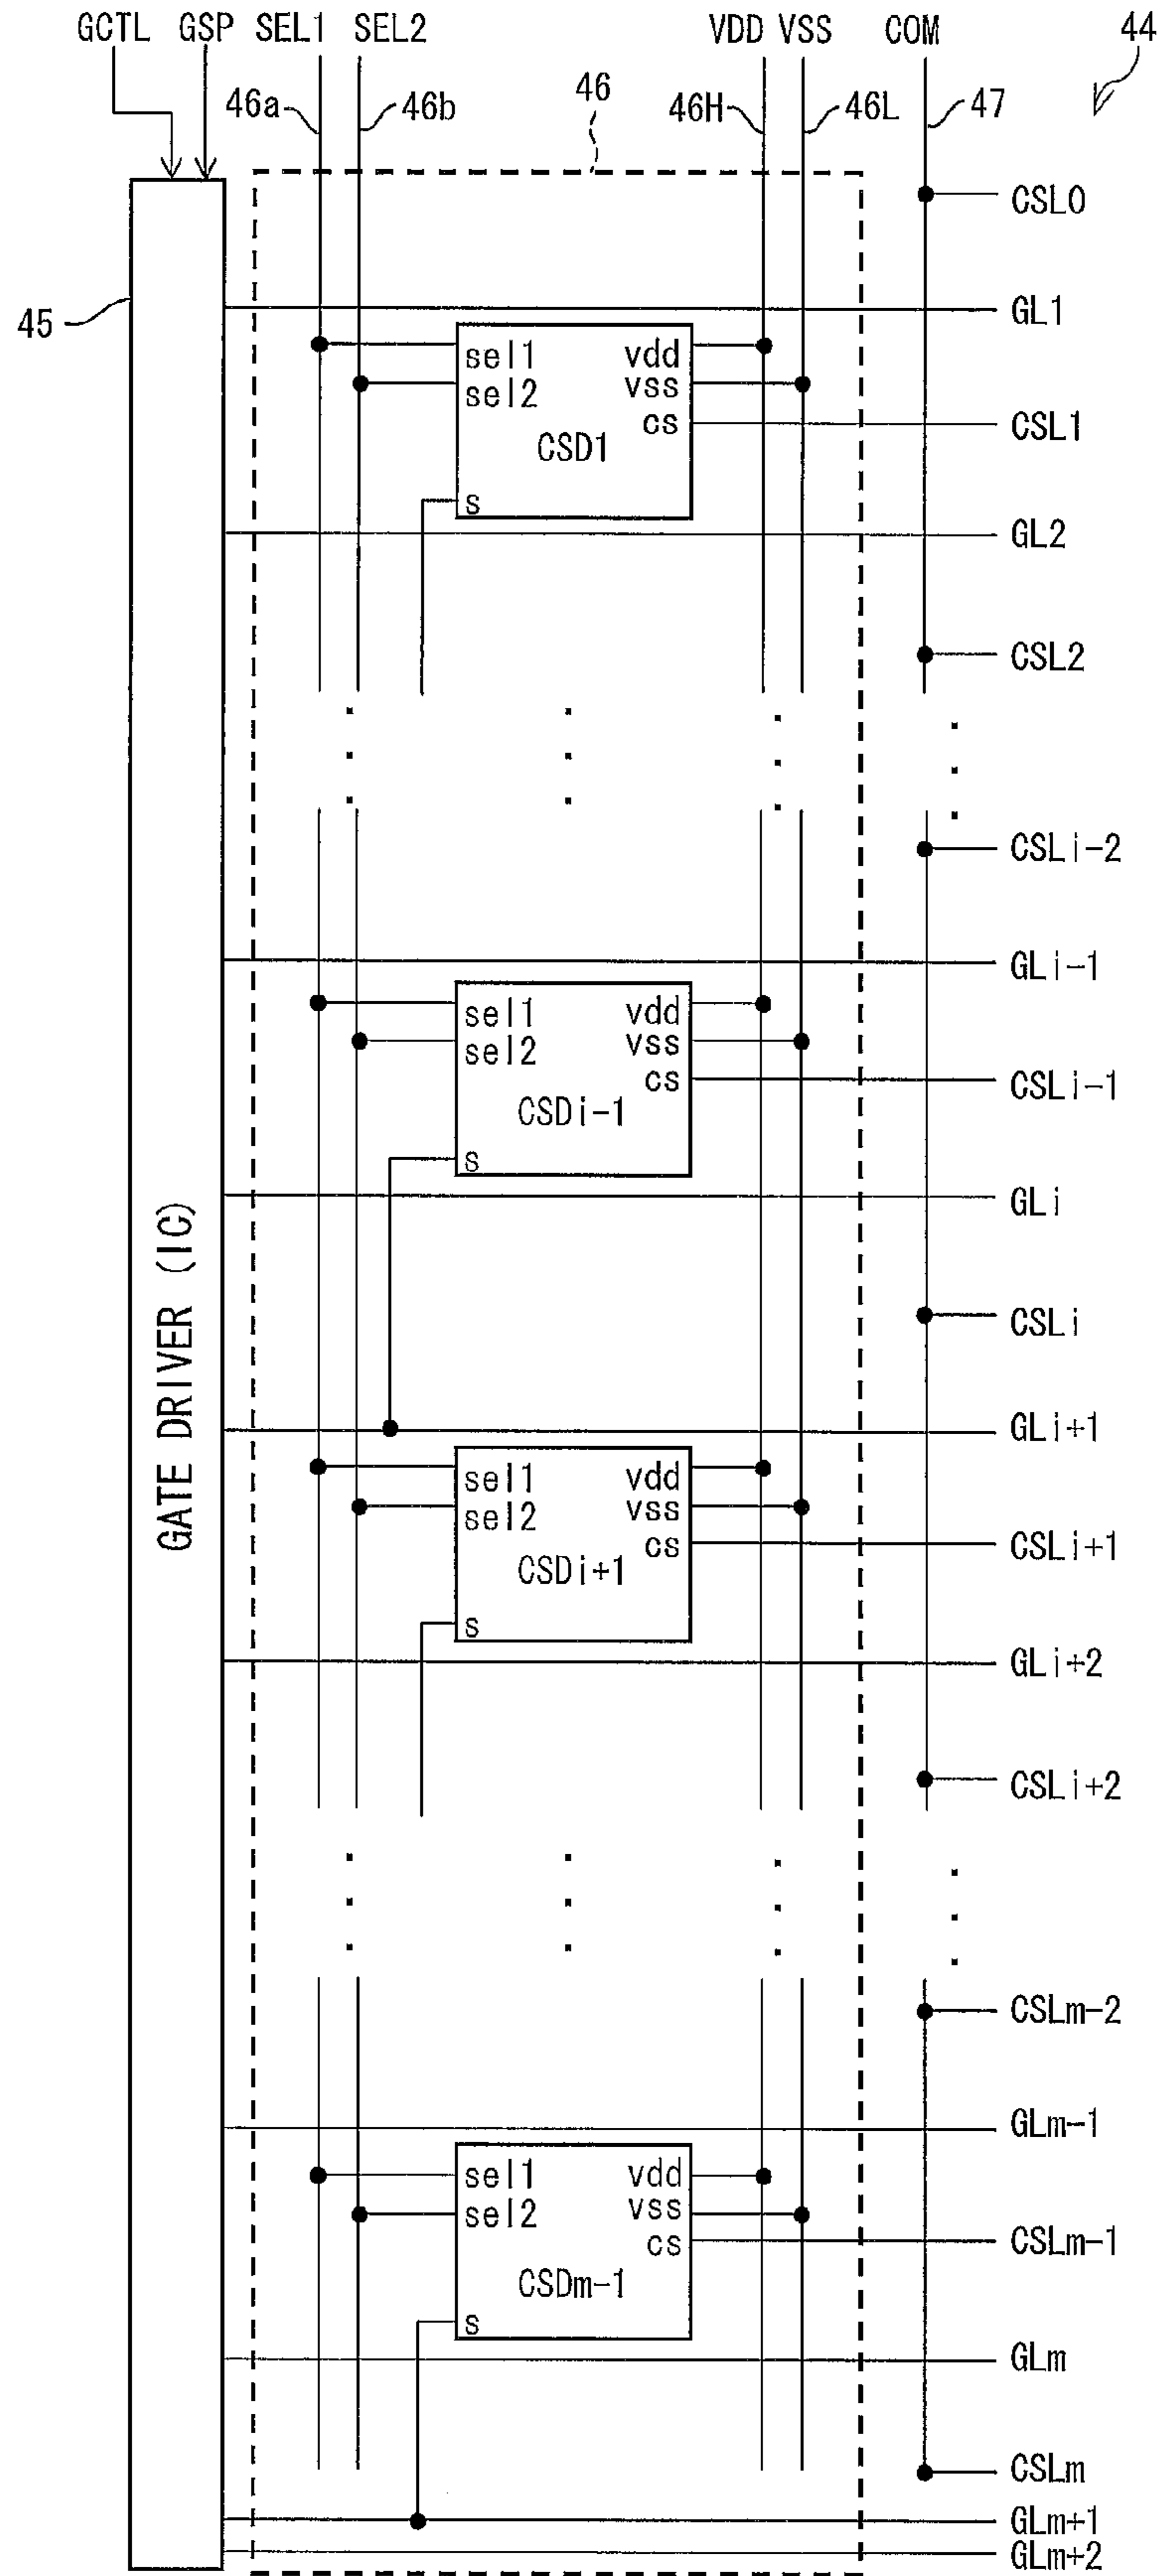 GCTL GSP SEL1 SEL2 VDD VSS COM 44
46a 46b 46 46H 46L 47
CSL0
45
GL1
sel1 vdd
sel2 vss
cs CSL1
CSD1
s
GL2
CSL2
CSLi-2
GLi-1
sel1 vdd
sel2 vss
cs CSLi-1
CSDi-1
s
GLi
GATE DRIVER (IC)
CSLi
GLi+1
sel1 vdd
sel2 vss
cs CSLi+1
CSDi+1
s
GLi+2
CSLi+2
CSLm-2
GLm-1
sel1 vdd
sel2 vss
cs CSLm-1
CSDm-1
s
GLm
CSLm
GLm+1
GLm+2